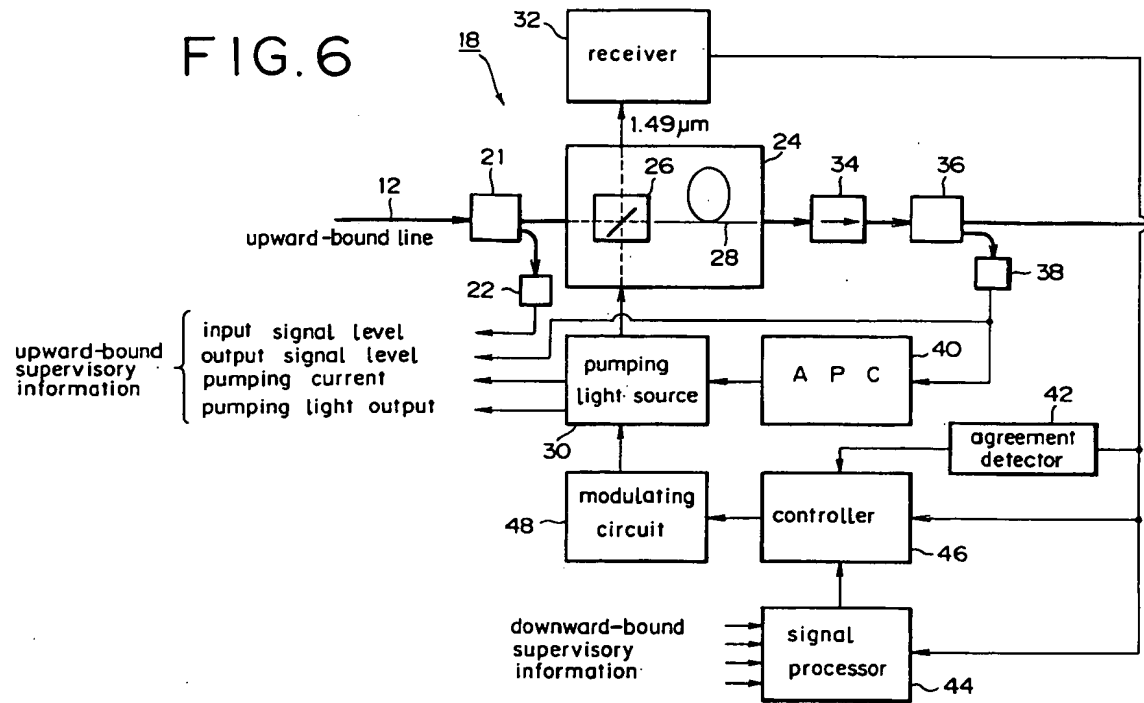 FIG.6
18
32
receiver
1.49μm
24
21
26
34
36
12
upward-bound line
28
22
38
upward-bound
supervisory
information
input signal level
output signal level
pumping current
pumping light output
pumping
light source
30
A P C
40
42
agreement
detector
modulating
circuit
48
controller
46
downward-bound
supervisory
information
signal
processor
44